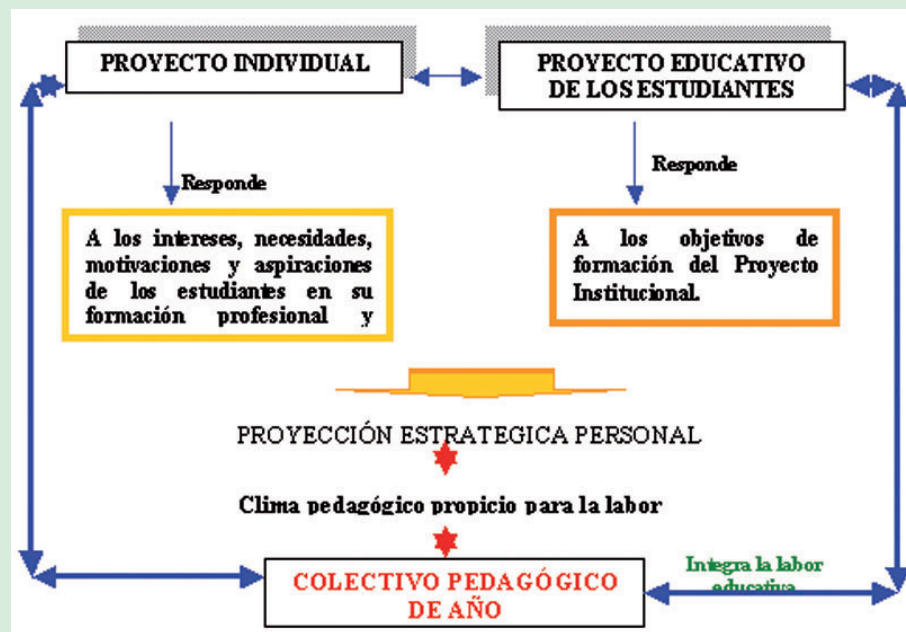 PROYECTO INDIVIDUAL
PROYECTO EDUCATIVO
DE LOS ESTUDIANTES
Responde
Responde
A los intereses, necesidades,
motivaciones y aspiraciones
de los estudiantes en su
formación profesional y
A los objetivos de
formación del Proyecto
Institucional.
PROYECCIÓN ESTRATEGICA PERSONAL
Clima pedagógico propicio para la labor
COLECTIVO PEDAGÓGICO
DE AÑO
Integra la labor
educativa